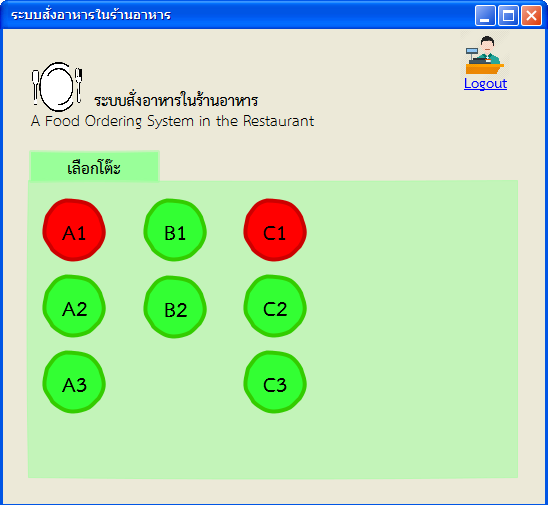 ระบบสั่งอาหารในร้านอาหาร
Logout
ระบบสั่งอาหารในร้านอาหาร
A Food Ordering System in the Restaurant
เลือกโต๊ะ
A1 B1 C1
A2 B2 C2
A3 C3